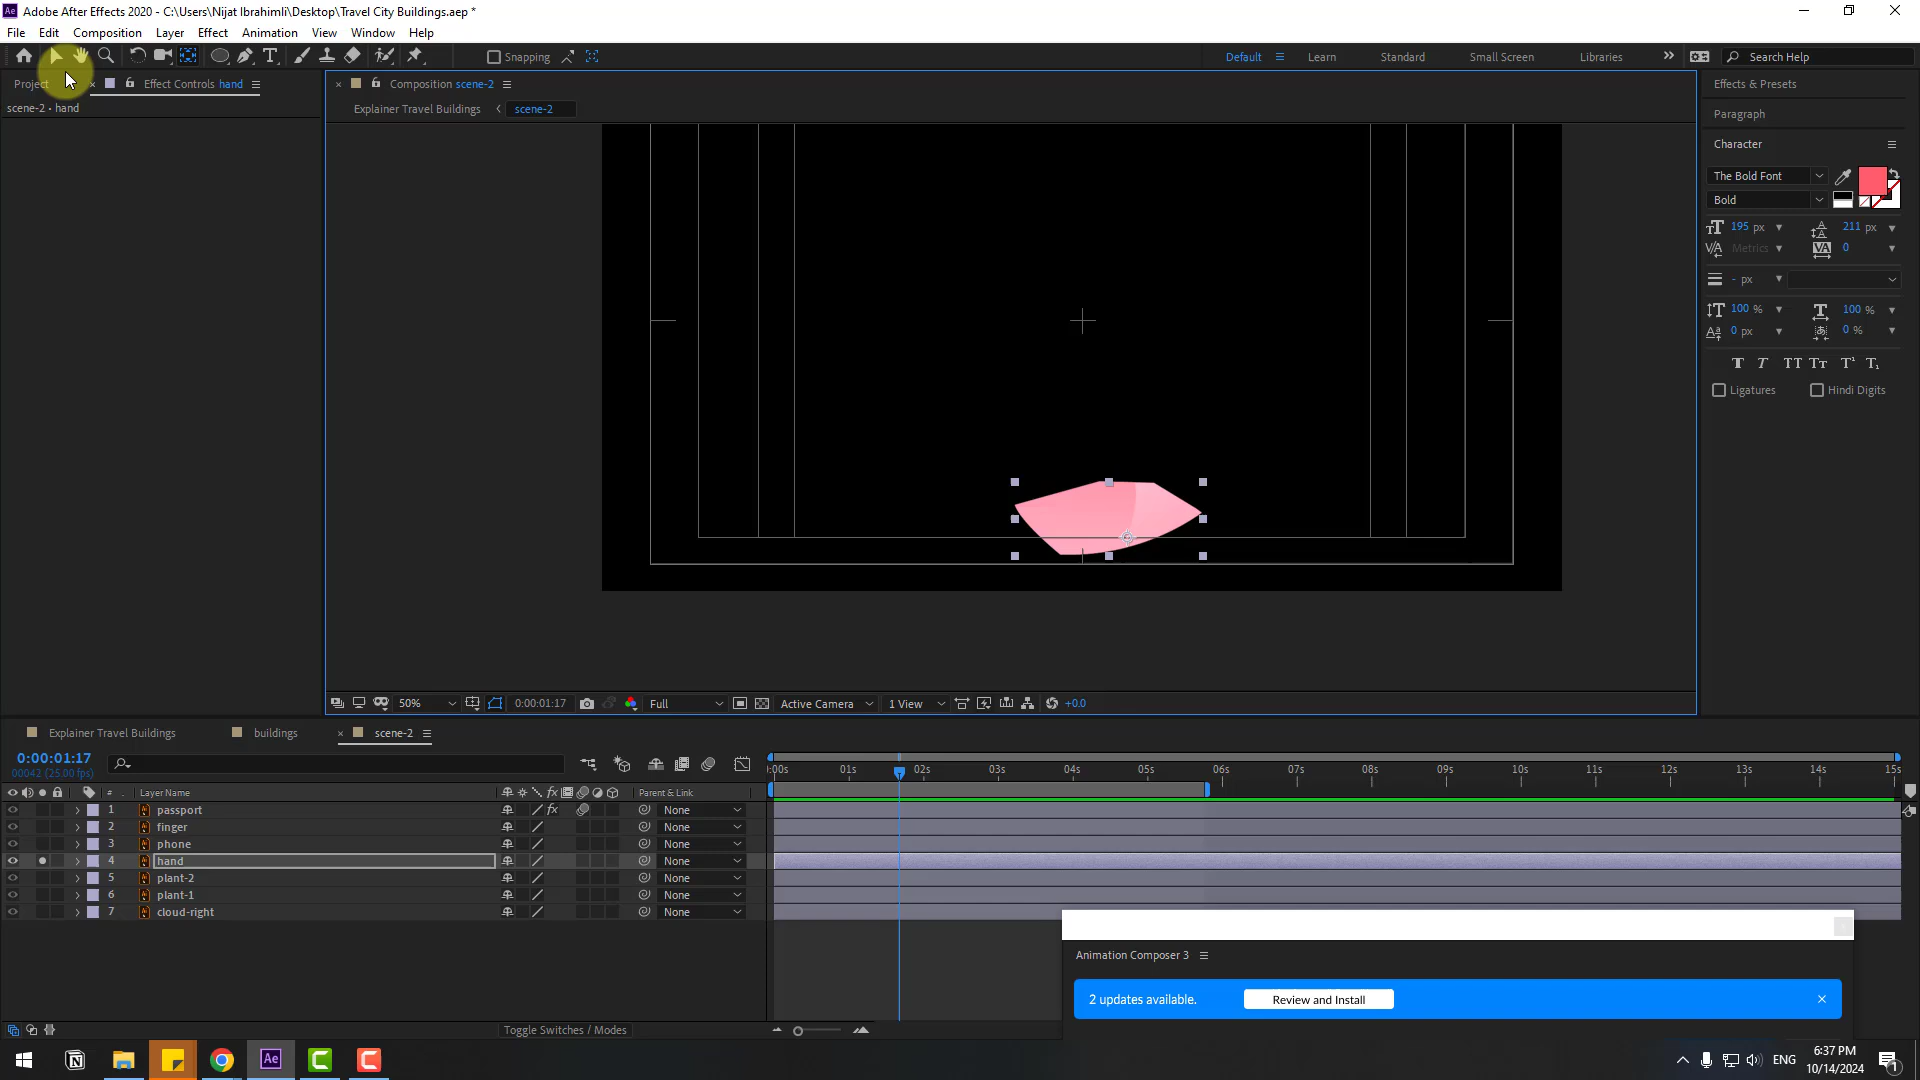 Adobe After Effects 2020 - C:\Users\Nijat Ibrahimli\Desktop\Travel City Buildings.aep *
File Edit Composition Layer Effect Animation View Window Help
Snapping Default Learn Standard Small Screen Libraries Search Help
Project Effect Controls hand Composition scene-2 Effects & Presets
scene-2 • hand
Explainer Travel Buildings scene-2
Paragraph
Character
The Bold Font
Bold
195 px 211 px
Metrics 0
- px
100 % 100 %
0 px 0 %
Ligatures Hindi Digits
50% 0:00:01:17 Full Active Camera 1 View +0.0
Explainer Travel Buildings buildings scene-2
0:00:01:17
00042 (25.00 fps)
:00s 01s 02s 03s 04s 05s 06s 07s 08s 09s 10s 11s 12s 13s 14s 15s
# Layer Name Parent & Link
1 passport None
2 finger None
3 phone None
4 hand None
5 plant-2 None
6 plant-1 None
7 cloud-right None
Animation Composer 3
2 updates available. Review and Install
Toggle Switches / Modes
Ae
ENG
6:37 PM
10/14/2024
1